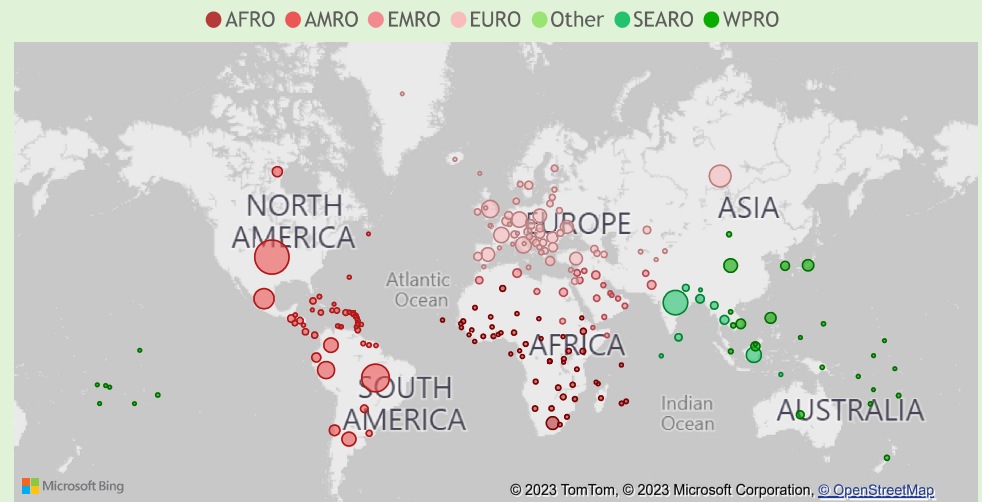 AFRO AMRO EMRO EURO Other SEARO WPRO
NORTH
AMERICA
EUROPE
ASIA
Atlantic
Ocean
AFRICA
SOUTH
AMERICA
Indian
Ocean
AUSTRALIA
Microsoft Bing
© 2023 TomTom, © 2023 Microsoft Corporation, © OpenStreetMap